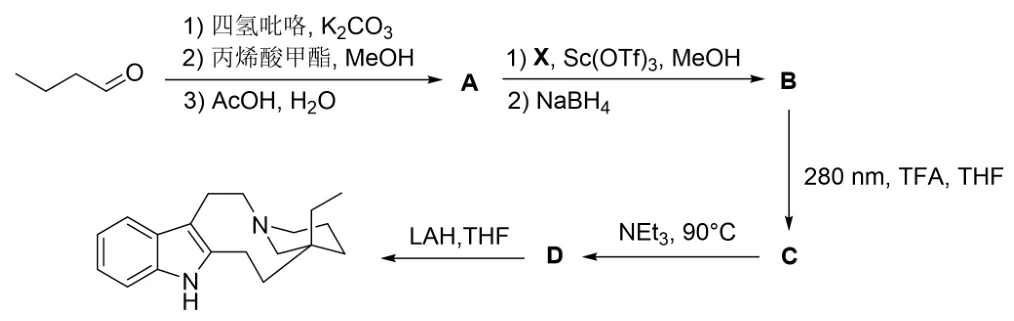 1) 四氢吡咯, K2CO3
2) 丙烯酸甲酯, MeOH
3) AcOH, H2O
O
A
1) X, Sc(OTf)3, MeOH
2) NaBH4
B
280 nm, TFA, THF
C
NEt3, 90°C
D
LAH,THF
N
N
H